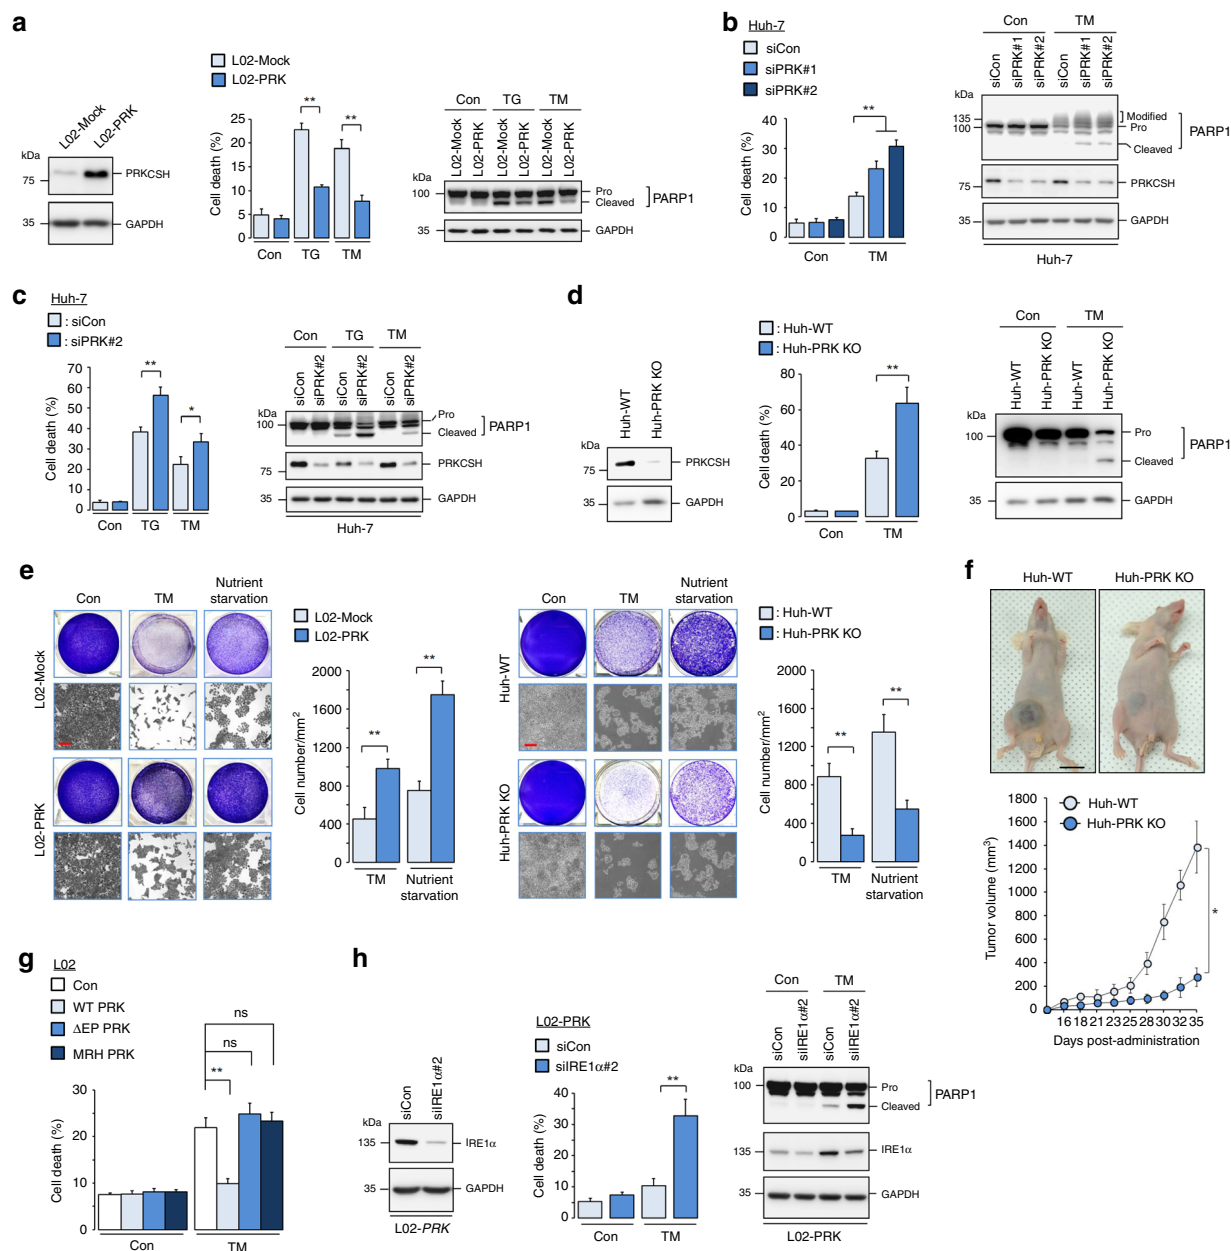 a
L02-Mock
L02-PRK
kDa
75
PRKCSH
35
GAPDH
L02-Mock
L02-PRK
Cell death (%)
25
20
15
10
5
0
**
**
Con
TG
TM
Con
TG
TM
L02-Mock
L02-PRK
L02-Mock
L02-PRK
L02-Mock
L02-PRK
kDa
100
Pro
Cleaved
PARP1
35
GAPDH
b
Huh-7
siCon
siPRK#1
siPRK#2
Cell death (%)
40
30
20
10
0
**
Con
TM
Con
TM
siCon
siPRK#1
siPRK#2
siCon
siPRK#1
siPRK#2
kDa
135
100
Modified
Pro
Cleaved
PARP1
75
PRKCSH
35
GAPDH
Huh-7
c
Huh-7
: siCon
: siPRK#2
Cell death (%)
70
60
50
40
30
20
10
0
**
*
Con
TG
TM
Con
TG
TM
siCon
siPRK#2
siCon
siPRK#2
siCon
siPRK#2
kDa
100
Pro
Cleaved
PARP1
75
PRKCSH
35
GAPDH
Huh-7
d
Huh-WT
Huh-PRK KO
kDa
75
PRKCSH
35
GAPDH
: Huh-WT
: Huh-PRK KO
Cell death (%)
80
60
40
20
0
**
Con
TM
Con
TM
Huh-WT
Huh-PRK KO
Huh-WT
Huh-PRK KO
kDa
100
Pro
Cleaved
PARP1
35
GAPDH
e
Con
TM
Nutrient
starvation
L02-Mock
L02-PRK
L02-Mock
L02-PRK
Cell number/mm2
2000
1600
1200
800
400
0
**
**
TM
Nutrient
starvation
Con
TM
Nutrient
starvation
Huh-WT
Huh-PRK KO
Huh-WT
Huh-PRK KO
Cell number/mm2
2000
1600
1200
800
400
0
**
**
TM
Nutrient
starvation
f
Huh-WT
Huh-PRK KO
Huh-WT
Huh-PRK KO
Tumor volume (mm3)
1800
1600
1400
1200
1000
800
600
400
200
0
*
16 18 21 23 25 28 30 32 35
Days post-administration
g
L02
Con
WT PRK
ΔEP PRK
MRH PRK
Cell death (%)
30
20
10
0
ns
ns
**
Con
TM
h
siCon
siIRE1α#2
kDa
135
IRE1α
35
GAPDH
L02-PRK
L02-PRK
siCon
siIRE1α#2
Cell death (%)
50
40
30
20
10
0
**
Con
TM
Con
TM
siCon
siIRE1α#2
siCon
siIRE1α#2
kDa
100
Pro
Cleaved
PARP1
135
IRE1α
35
GAPDH
L02-PRK